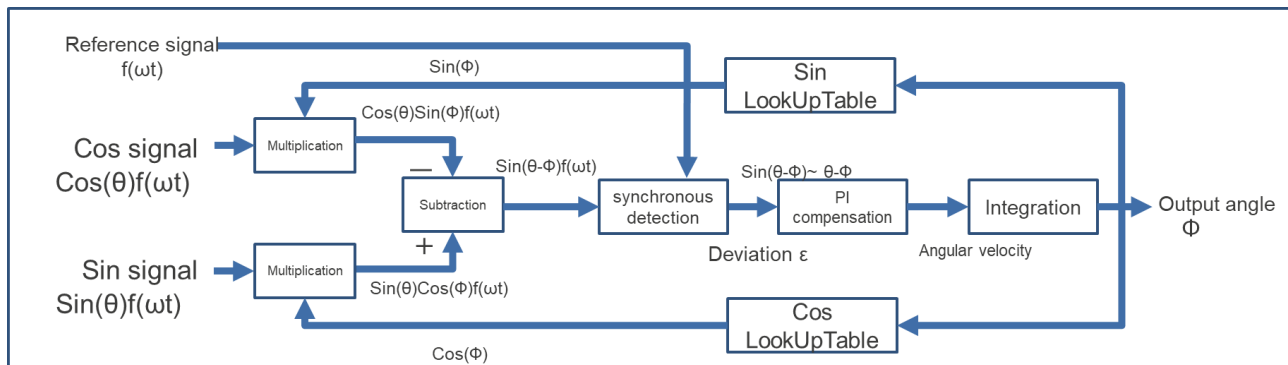 Reference signal
f(ωt)
Sin(Φ)
Sin
LookUpTable
Cos(θ)Sin(Φ)f(ωt)
Cos signal
Cos(θ)f(ωt)
Multiplication
−
Sin(θ-Φ)f(ωt)
Sin(θ-Φ)~ θ-Φ
Subtraction
synchronous
detection
PI
compensation
Integration
Output angle
Φ
+
Deviation ε
Angular velocity
Sin signal
Sin(θ)f(ωt)
Multiplication
Sin(θ)Cos(Φ)f(ωt)
Cos
LookUpTable
Cos(Φ)